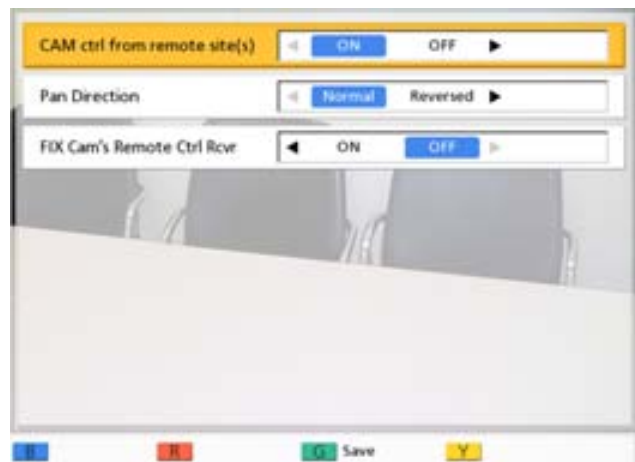 CAM ctrl from remote site(s) ON OFF
Pan Direction Normal Reversed
FIX Cam's Remote Ctrl Rcvr ON OFF
B R G Save Y